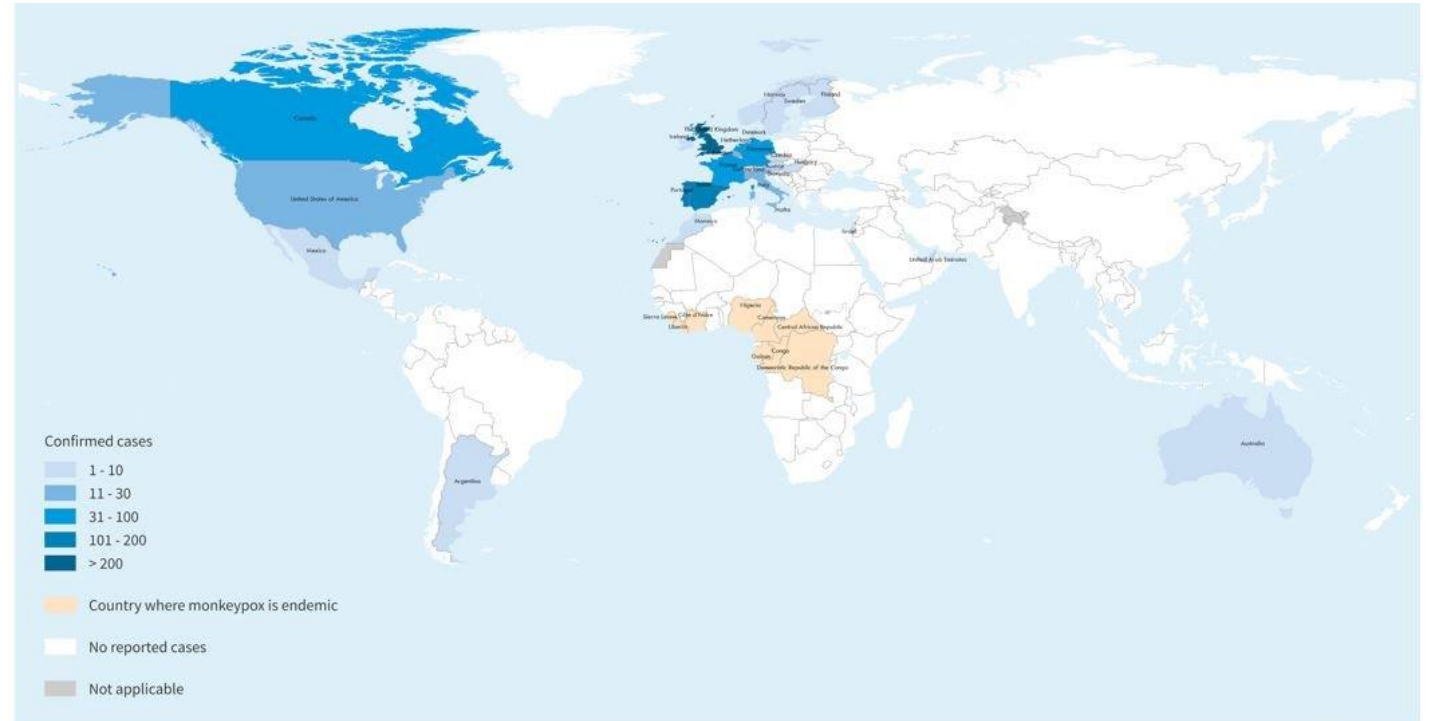 Norway
Sweden
Finland
Kingdom
Denmark
Ireland
Netherlands
Canada
Czechia
Hungary
United States of America
Portugal
Italy
Malta
Mexico
Morocco
Israel
United Arab Emirates
Nigeria
Sierra Leone
Côte d'Ivoire
Cameroon
Liberia
Central African Republic
Congo
Gabon
Democratic Republic of the Congo
Australia
Argentina
Confirmed cases
1 - 10
11 - 30
31 - 100
101 - 200
> 200
Country where monkeypox is endemic
No reported cases
Not applicable